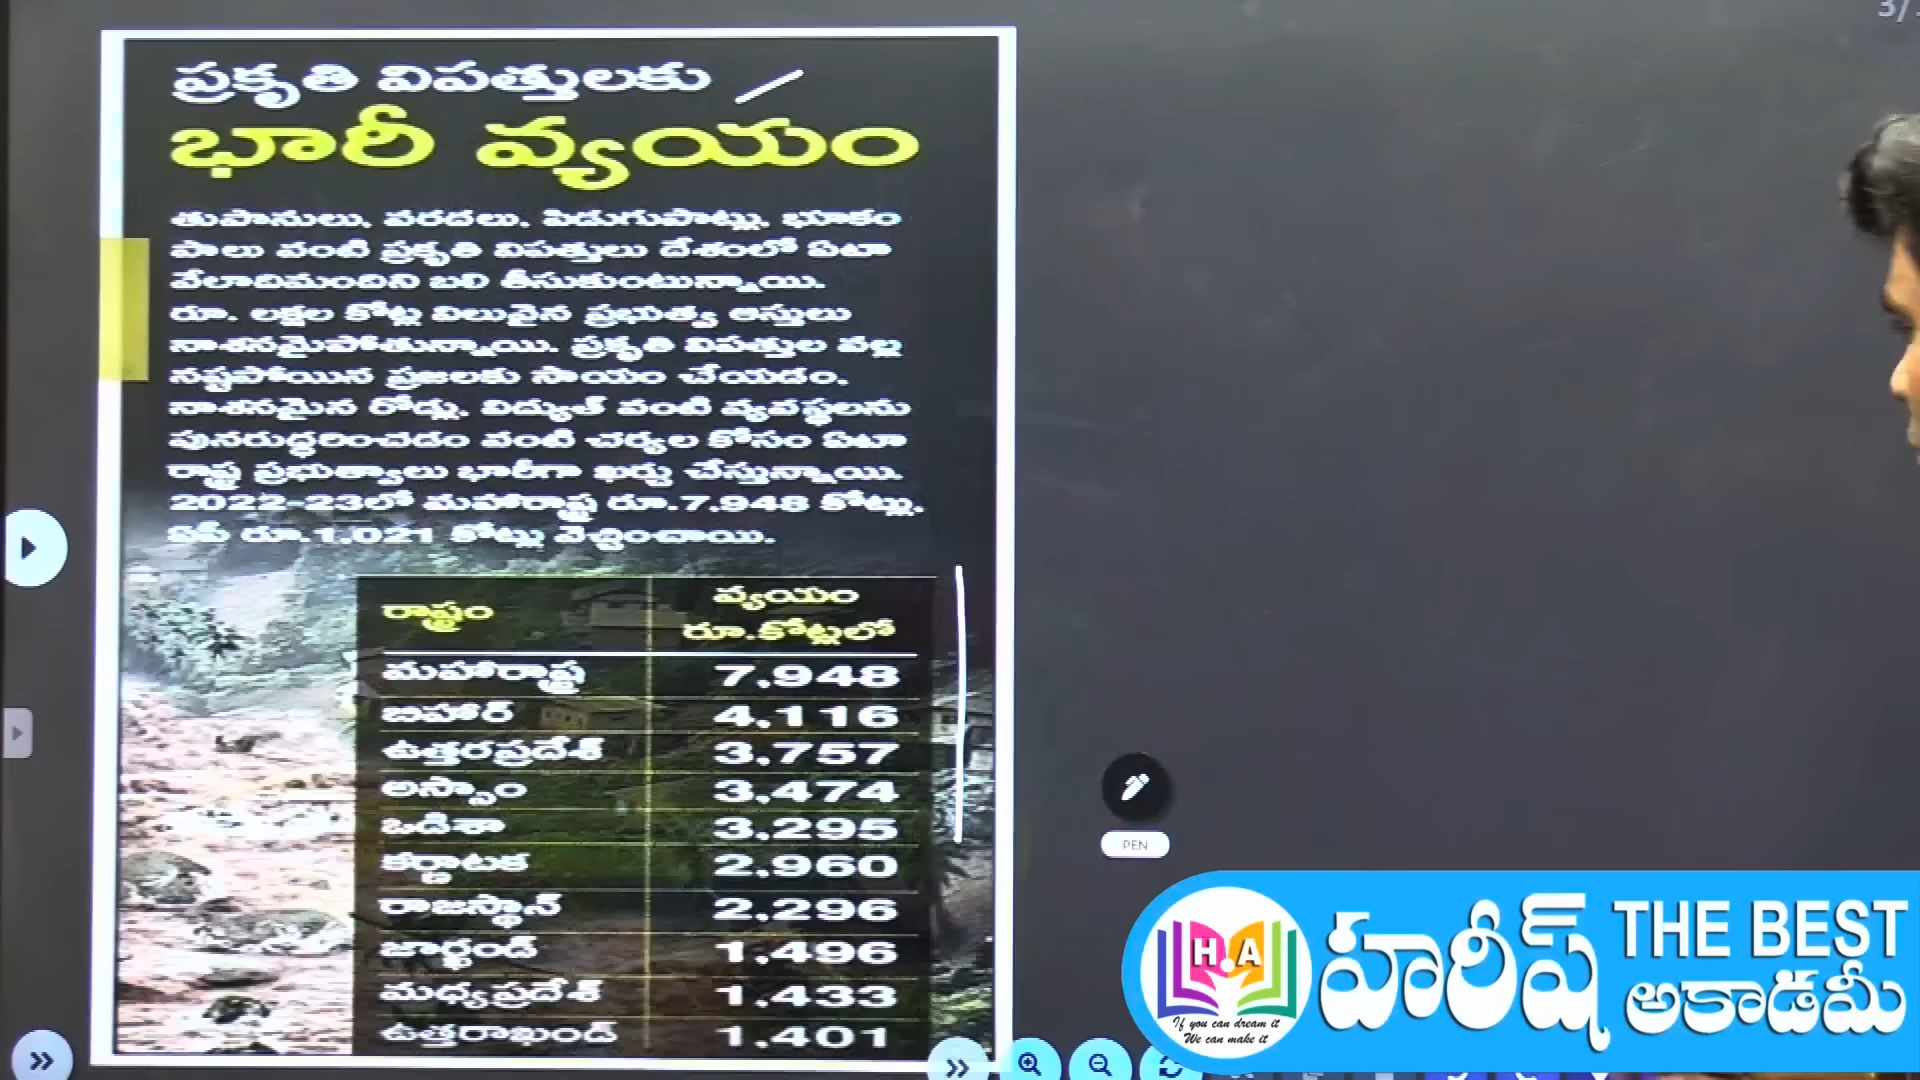 3/
ప్రకృతి విపత్తులకు
భారీ వ్యయం
తుపానులు, వరదలు, పిడుగుపాట్లు, భూకం
పాలు వంటి ప్రకృతి విపత్తులు దేశంలో ఏటా
వేలాదిమందిని బలి తీసుకుంటున్నాయి.
రూ. లక్షల కోట్ల విలువైన ప్రభుత్వ ఆస్తులు
నాశనమైపోతున్నాయి. ప్రకృతి విపత్తుల వల్ల
నష్టపోయిన ప్రజలకు సాయం చేయడం,
నాశనమైన రోడ్లు, విద్యుత్ వంటి వ్యవస్థలను
పునరుద్ధరించడం వంటి చర్యల కోసం ఏటా
రాష్ట్ర ప్రభుత్వాలు భారీగా ఖర్చు చేస్తున్నాయి.
2022-23లో మహారాష్ట్ర రూ.7,948 కోట్లు,
ఏపీ రూ.1,021 కోట్లు వెచ్చించాయి.
రాష్ట్రం వ్యయం
రూ.కోట్లలో
మహారాష్ట్ర 7,948
బిహార్ 4,116
ఉత్తరప్రదేశ్ 3,757
అస్సాం 3,474
ఒడిశా 3,295
కర్ణాటక 2,960
రాజస్థాన్ 2,296
జార్ఖండ్ 1,496
మధ్యప్రదేశ్ 1,433
ఉత్తరాఖండ్ 1,401
PEN
H.A
If you can dream it
We can make it
హరీష్
THE BEST
అకాడమీ